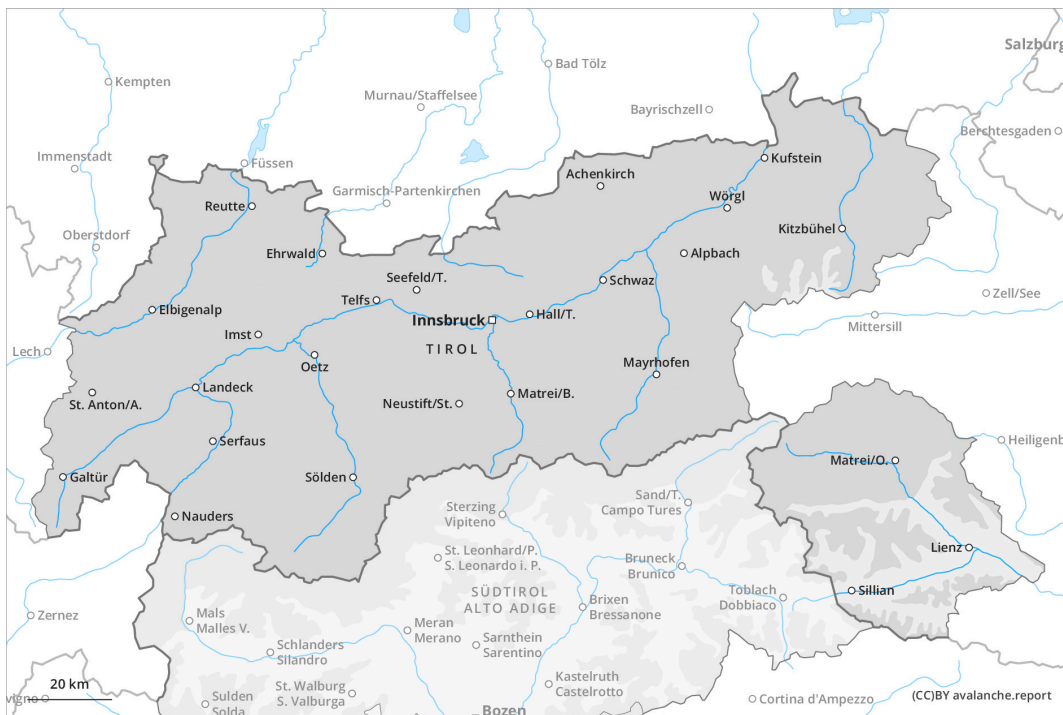 Salzburg
Kempten
Bad Tölz
Murnau/Staffelsee
Bayrischzell
Berchtesgaden
Immenstadt
Füssen
Kufstein
Achenkirch
Garmisch-Partenkirchen
Reutte
Wörgl
Oberstdorf
Kitzbühel
Ehrwald
Alpbach
Seefeld/T.
Schwaz
Zell/See
Telfs
Elbigenalp
Innsbruck
Hall/T.
Mittersill
Imst
TIROL
Lech
Oetz
Mayrhofen
Landeck
St. Anton/A.
Neustift/St.
Matrei/B.
Serfaus
Heiligenb
Matrei/O.
Galtür
Sölden
Sand/T.
Campo Tures
Sterzing
Vipiteno
Nauders
Lienz
St. Leonhard/P.
S. Leonardo i. P.
Bruneck
Brunico
SÜDTIROL
ALTO ADIGE
Toblach
Dobbiaco
Sillian
Brixen
Bressanone
Zernez
Mals
Malles V.
Meran
Merano
Sarnthein
Sarentino
Schlanders
Silandro
Kastelruth
Castelrotto
20 km
vigno
St. Walburg
S. Valburga
Sulden
Solda
Cortina d'Ampezzo
(CC)BY avalanche.report
Bozen